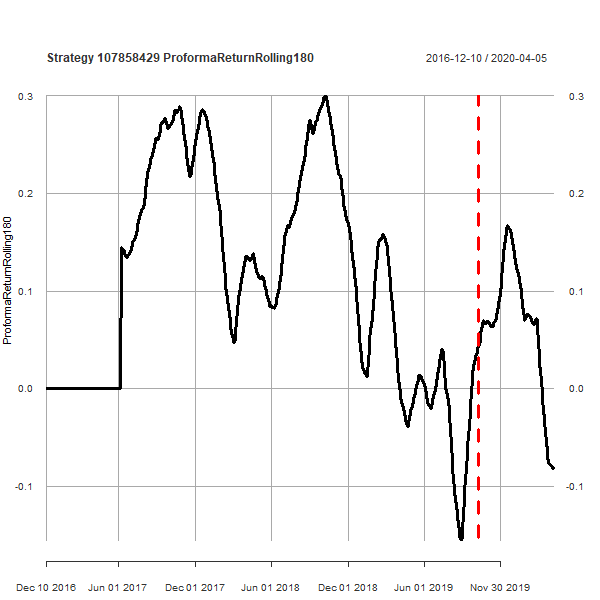 Strategy 107858429 ProformaReturnRolling180
2016-12-10 / 2020-04-05
ProformaReturnRolling180
0.3
0.3
0.2
0.2
0.1
0.1
0.0
0.0
-0.1
-0.1
Dec 10 2016
Jun 01 2017
Dec 01 2017
Jun 01 2018
Dec 01 2018
Jun 01 2019
Nov 30 2019